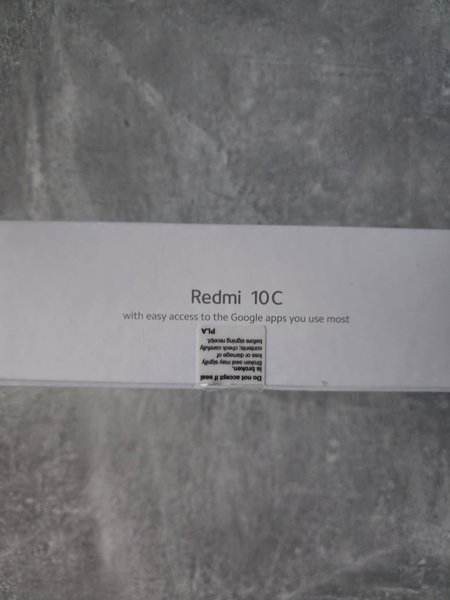 Redmi 10C
with easy access to the Google apps you use most
Do not accept if seal
is broken.
Broken seal may signify
loss or damage of
contents, check carefully
before signing receipt.
PLA